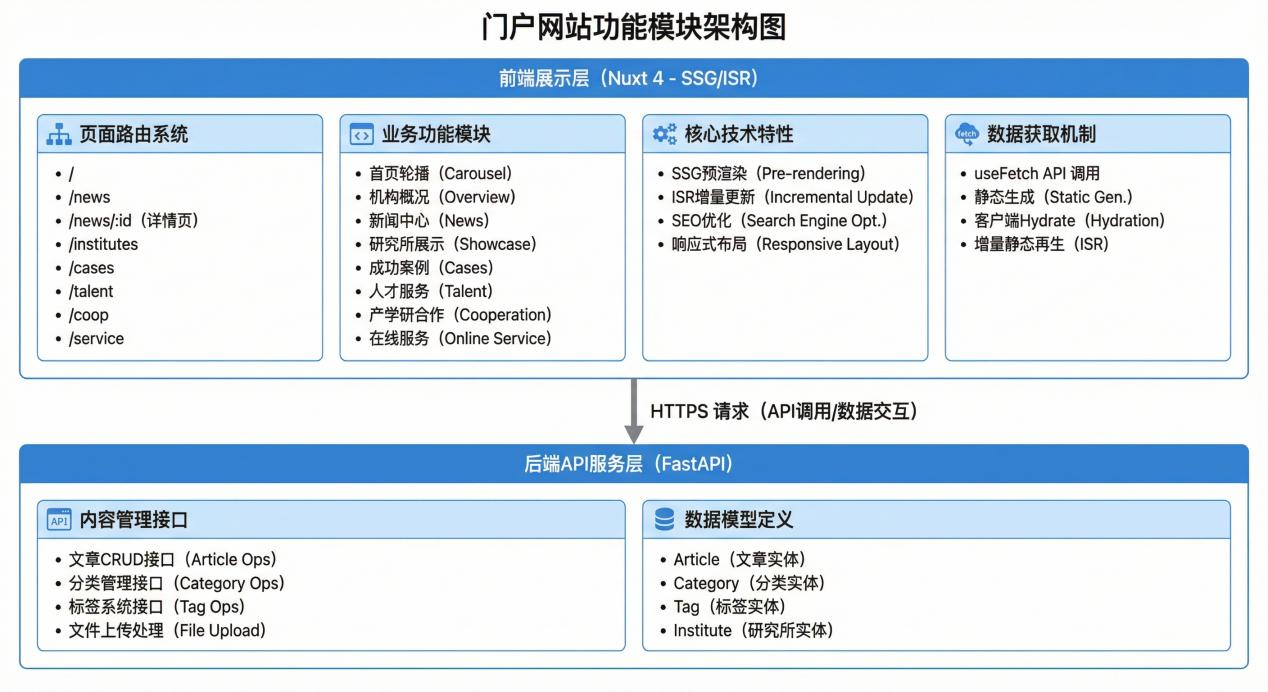 门户网站功能模块架构图
前端展示层（Nuxt 4 - SSG/ISR）
页面路由系统
• /
• /news
• /news/:id（详情页）
• /institutes
• /cases
• /talent
• /coop
• /service
业务功能模块
• 首页轮播（Carousel）
• 机构概况（Overview）
• 新闻中心（News）
• 研究所展示（Showcase）
• 成功案例（Cases）
• 人才服务（Talent）
• 产学研合作（Cooperation）
• 在线服务（Online Service）
核心技术特性
• SSG预渲染（Pre-rendering）
• ISR增量更新（Incremental Update）
• SEO优化（Search Engine Opt.）
• 响应式布局（Responsive Layout）
fetch
数据获取机制
• useFetch API 调用
• 静态生成（Static Gen.）
• 客户端Hydrate（Hydration）
• 增量静态再生（ISR）
HTTPS 请求（API调用/数据交互）
后端API服务层（FastAPI）
API
内容管理接口
• 文章CRUD接口（Article Ops）
• 分类管理接口（Category Ops）
• 标签系统接口（Tag Ops）
• 文件上传处理（File Upload）
数据模型定义
• Article（文章实体）
• Category（分类实体）
• Tag（标签实体）
• Institute（研究所实体）